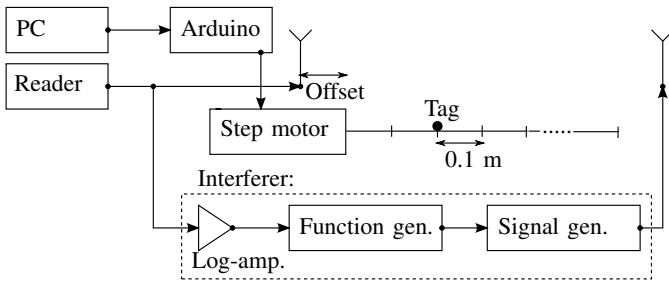 PC
Arduino
Reader
Offset
Step motor
Tag
0.1 m
Interferer:
Function gen.
Signal gen.
Log-amp.